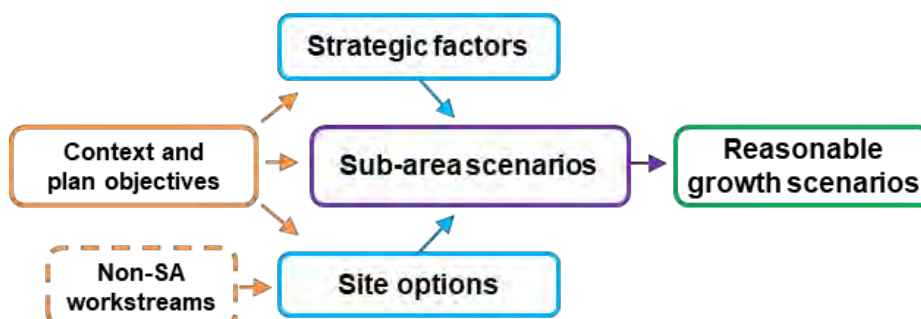 Strategic factors
Context and
plan objectives
Sub-area scenarios
Reasonable
growth scenarios
Non-SA
workstreams
Site options